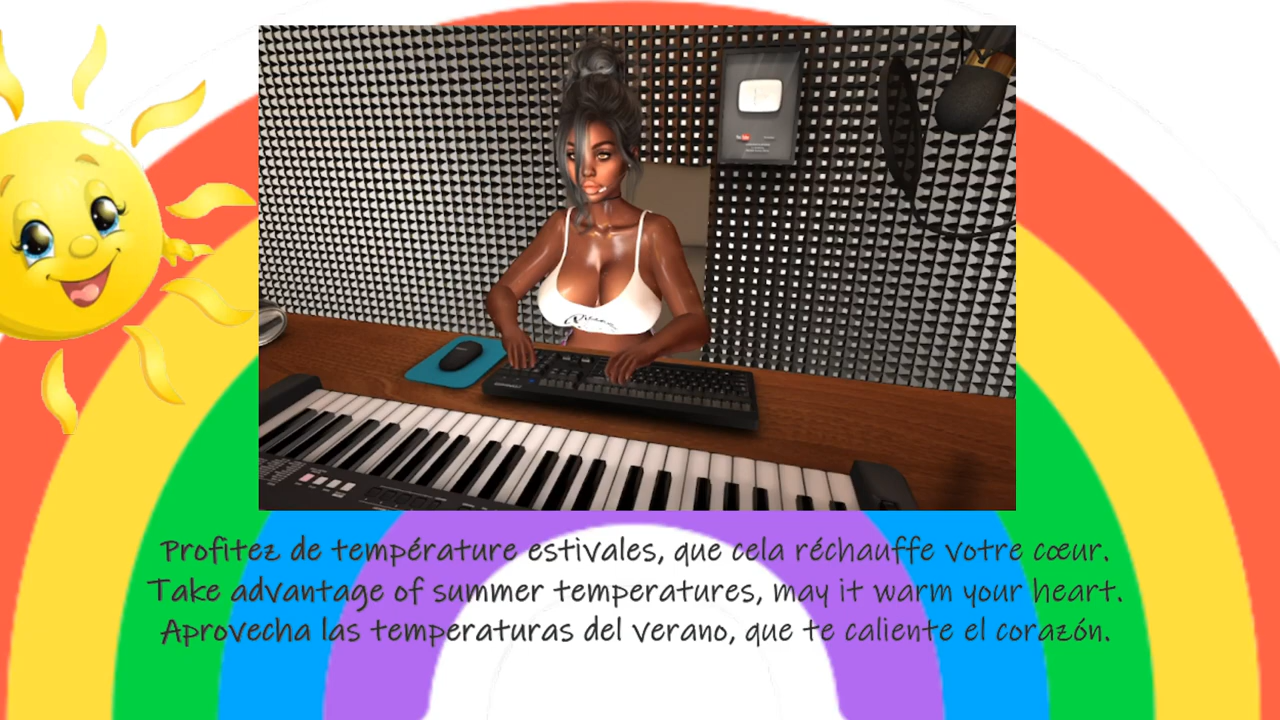 Profitez de température estivales, que cela réchauffe votre cœur.
Take advantage of summer temperatures, may it warm your heart.
Aprovecha las temperaturas del verano, que te caliente el corazón.